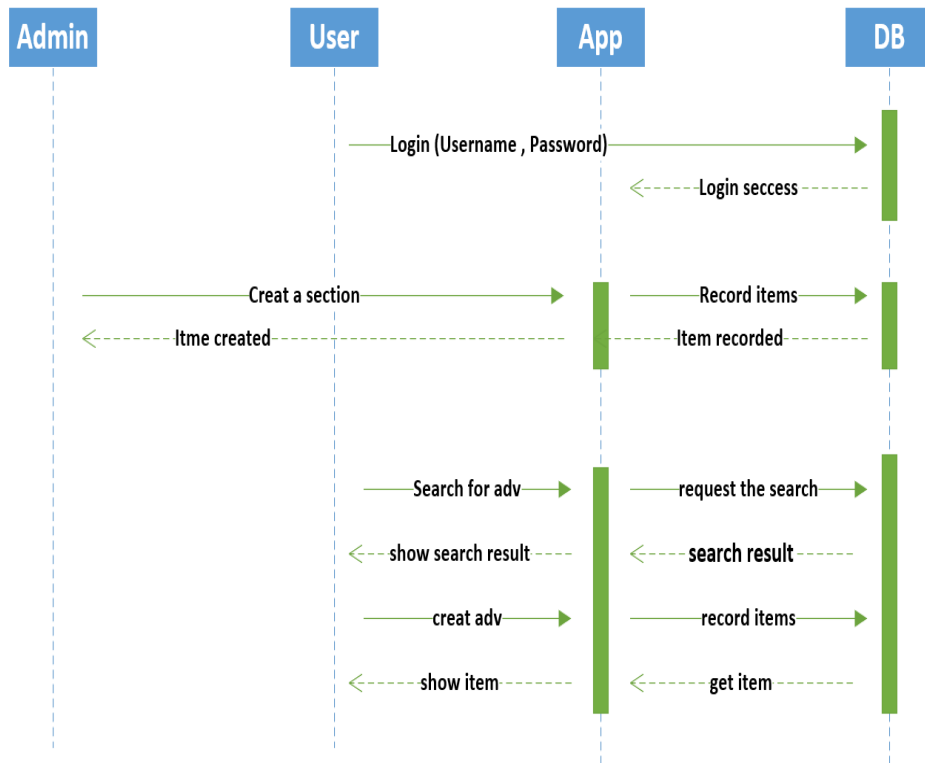 Admin
User
App
DB
Login (Username , Password)
Login seccess
Creat a section
Record items
Itme created
Item recorded
Search for adv
request the search
show search result
search result
creat adv
record items
show item
get item